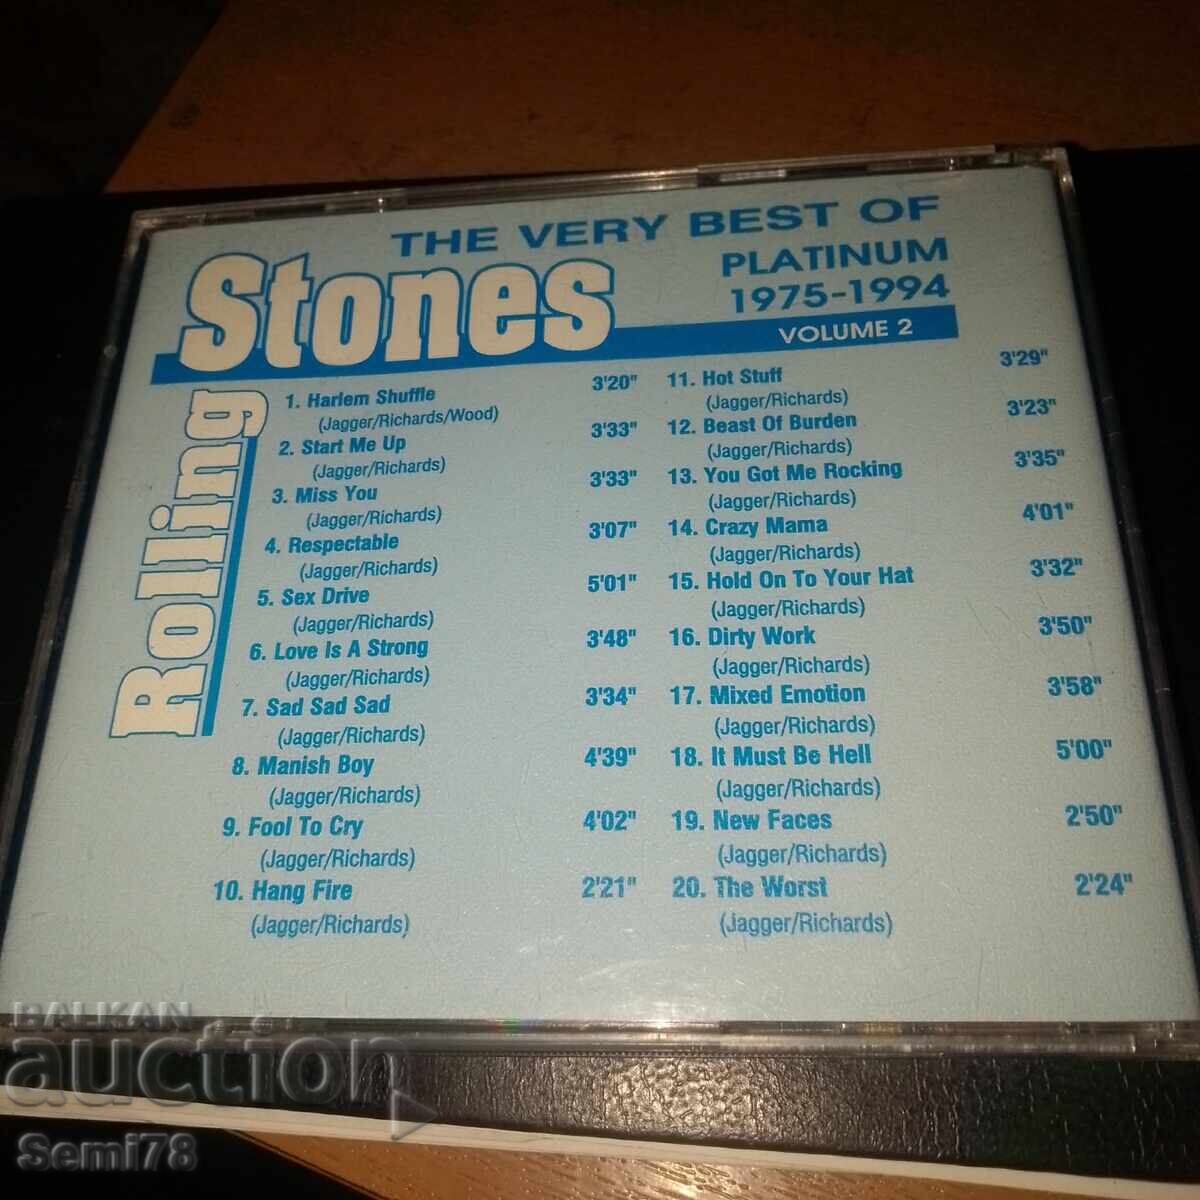 THE VERY BEST OF
Rolling Stones
PLATINUM
1975-1994
VOLUME 2
1. Harlem Shuffle 3'20"
(Jagger/Richards/Wood)
2. Start Me Up 3'33"
(Jagger/Richards)
3. Miss You 3'33"
(Jagger/Richards)
4. Respectable 3'07"
(Jagger/Richards)
5. Sex Drive 5'01"
(Jagger/Richards)
6. Love Is A Strong 3'48"
(Jagger/Richards)
7. Sad Sad Sad 3'34"
(Jagger/Richards)
8. Manish Boy 4'39"
(Jagger/Richards)
9. Fool To Cry 4'02"
(Jagger/Richards)
10. Hang Fire 2'21"
(Jagger/Richards)
11. Hot Stuff 3'29"
(Jagger/Richards)
12. Beast Of Burden 3'23"
(Jagger/Richards)
13. You Got Me Rocking 3'35"
(Jagger/Richards)
14. Crazy Mama 4'01"
(Jagger/Richards)
15. Hold On To Your Hat 3'32"
(Jagger/Richards)
16. Dirty Work 3'50"
(Jagger/Richards)
17. Mixed Emotion 3'58"
(Jagger/Richards)
18. It Must Be Hell 5'00"
(Jagger/Richards)
19. New Faces 2'50"
(Jagger/Richards)
20. The Worst 2'24"
(Jagger/Richards)
BALKAN
auction
Semi78